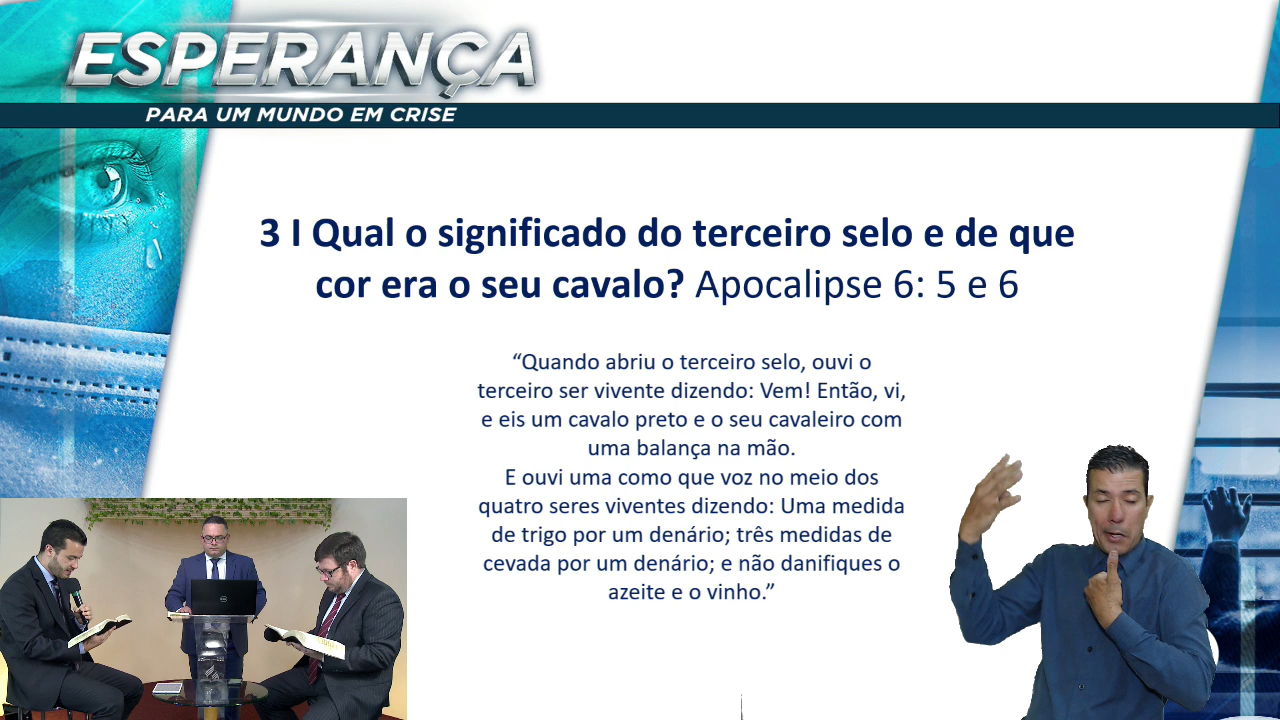 ESPERANÇA
PARA UM MUNDO EM CRISE
3 I Qual o significado do terceiro selo e de que
cor era o seu cavalo? Apocalipse 6: 5 e 6
“Quando abriu o terceiro selo, ouvi o
terceiro ser vivente dizendo: Vem! Então, vi,
e eis um cavalo preto e o seu cavaleiro com
uma balança na mão.
E ouvi uma como que voz no meio dos
quatro seres viventes dizendo: Uma medida
de trigo por um denário; três medidas de
cevada por um denário; e não danifiques o
azeite e o vinho.”